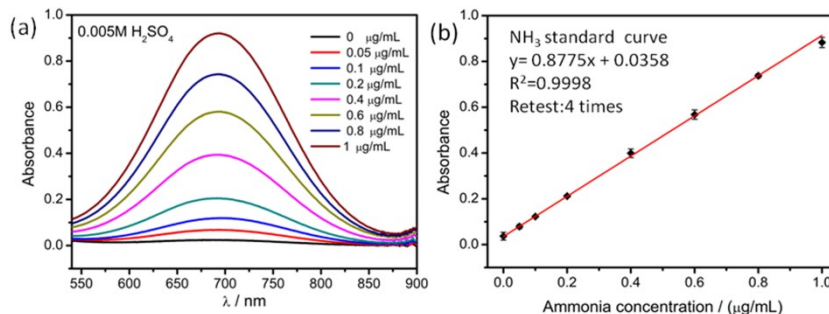 (a)
0.005M H₂SO₄
0 µg/mL
0.05 µg/mL
0.1 µg/mL
0.2 µg/mL
0.4 µg/mL
0.6 µg/mL
0.8 µg/mL
1 µg/mL
Absorbance
1.0
0.8
0.6
0.4
0.2
0.0
550 600 650 700 750 800 850 900
λ / nm
(b)
NH₃ standard curve
y= 0.8775x + 0.0358
R²=0.9998
Retest:4 times
Absorbance
1.0
0.8
0.6
0.4
0.2
0.0
0.0 0.2 0.4 0.6 0.8 1.0
Ammonia concentration / (µg/mL)